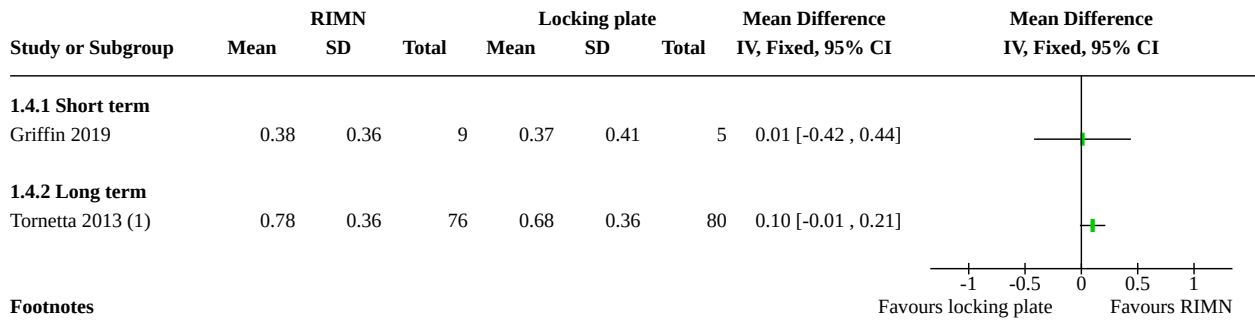 RIMN Locking plate Mean Difference Mean Difference
Study or Subgroup Mean SD Total Mean SD Total IV, Fixed, 95% CI IV, Fixed, 95% CI
1.4.1 Short term
Griffin 2019 0.38 0.36 9 0.37 0.41 5 0.01 [-0.42 , 0.44]
1.4.2 Long term
Tornetta 2013 (1) 0.78 0.36 76 0.68 0.36 80 0.10 [-0.01 , 0.21]
-1 -0.5 0 0.5 1
Footnotes Favours locking plate Favours RIMN